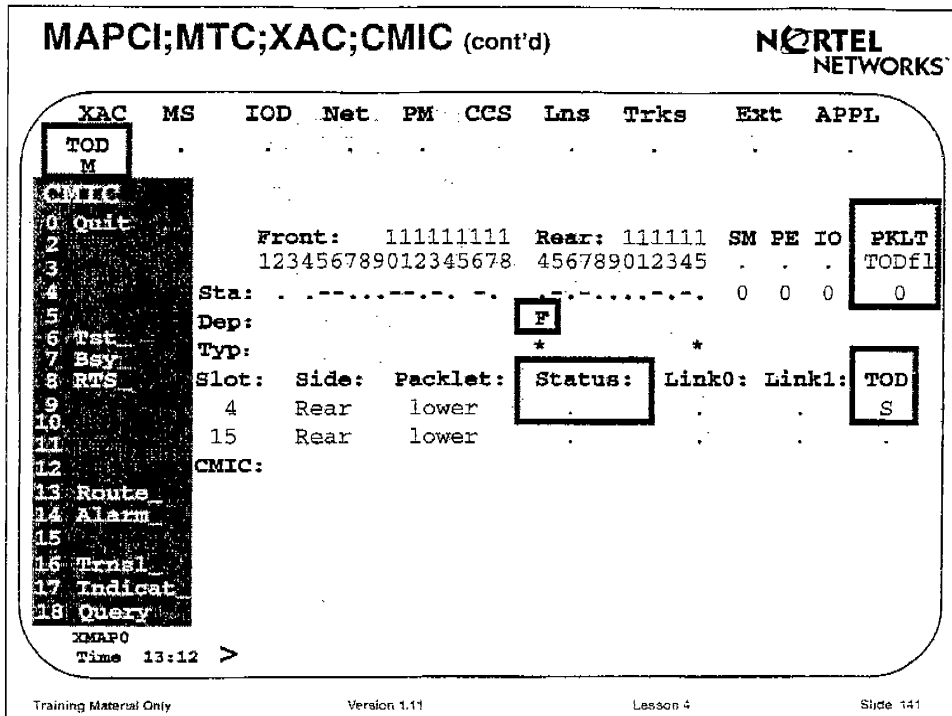 MAPCI;MTC;XAC;CMIC (cont'd)
NORTEL
NETWORKS
XAC MS IOD Net PM CCS Lns Trks Ext APPL
TOD . . . . . . . .
M
CMIC
0 Quit
2
3
4
5
6 Tst_
7 Bsy_
8 RTS_
9
10
11
12
13 Route_
14 Alarm_
15
16 Trnsl_
17 Indicat_
18 Query_
Front: 111111111 Rear: 111111 SM PE IO PKLT
123456789012345678 456789012345 . . . TODfl
Sta: . .--...--.-. -. .-.-....-.-. 0 0 0 0
Dep: F
Typ: * *
Slot: Side: Packlet: Status: Link0: Link1: TOD
4 Rear lower . . . S
15 Rear lower . . . .
CMIC:
XMAP0
Time 13:12 >
Training Material Only Version 1.11 Lesson 4 Slide 141